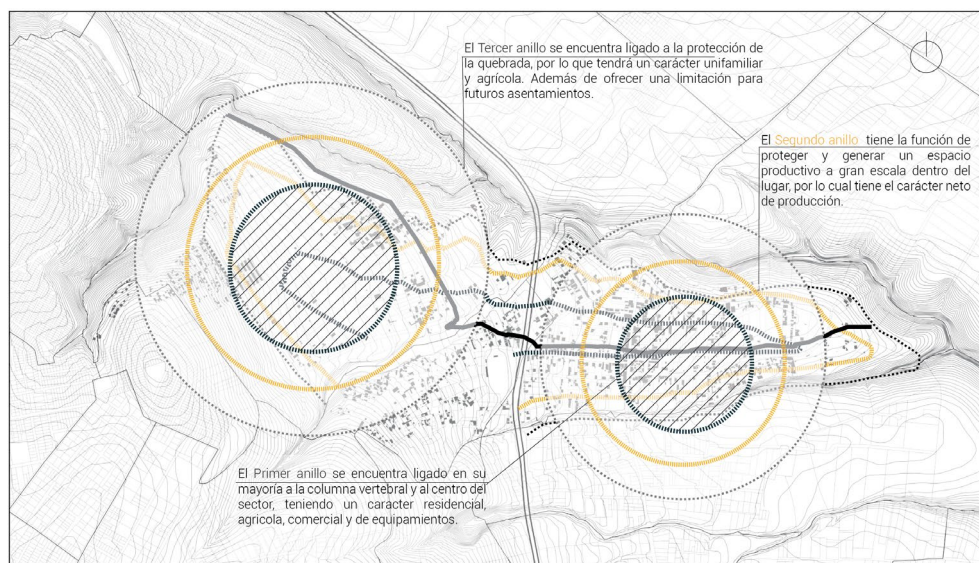 El Tercer anillo se encuentra ligado a la protección de
la quebrada, por lo que tendrá un carácter unifamiliar
y agrícola. Además de ofrecer una limitación para
futuros asentamientos.
El Segundo anillo tiene la función de
proteger y generar un espacio
productivo a gran escala dentro del
lugar, por lo cual tiene el carácter neto
de producción.
El Primer anillo se encuentra ligado en su
mayoría a la columna vertebral y al centro del
sector, teniendo un caracter residencial,
agricola, comercial y de equipamientos.